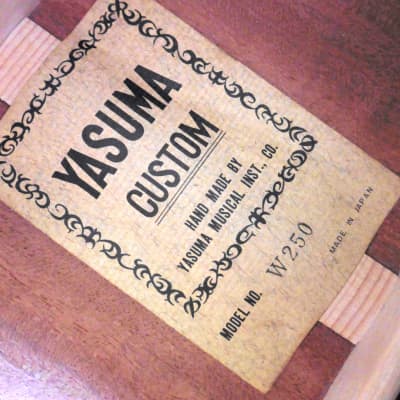 YASUMA
CUSTOM
HAND MADE BY
YASUMA MUSICAL INST., CO.
MODEL NO. W250
MADE IN JAPAN